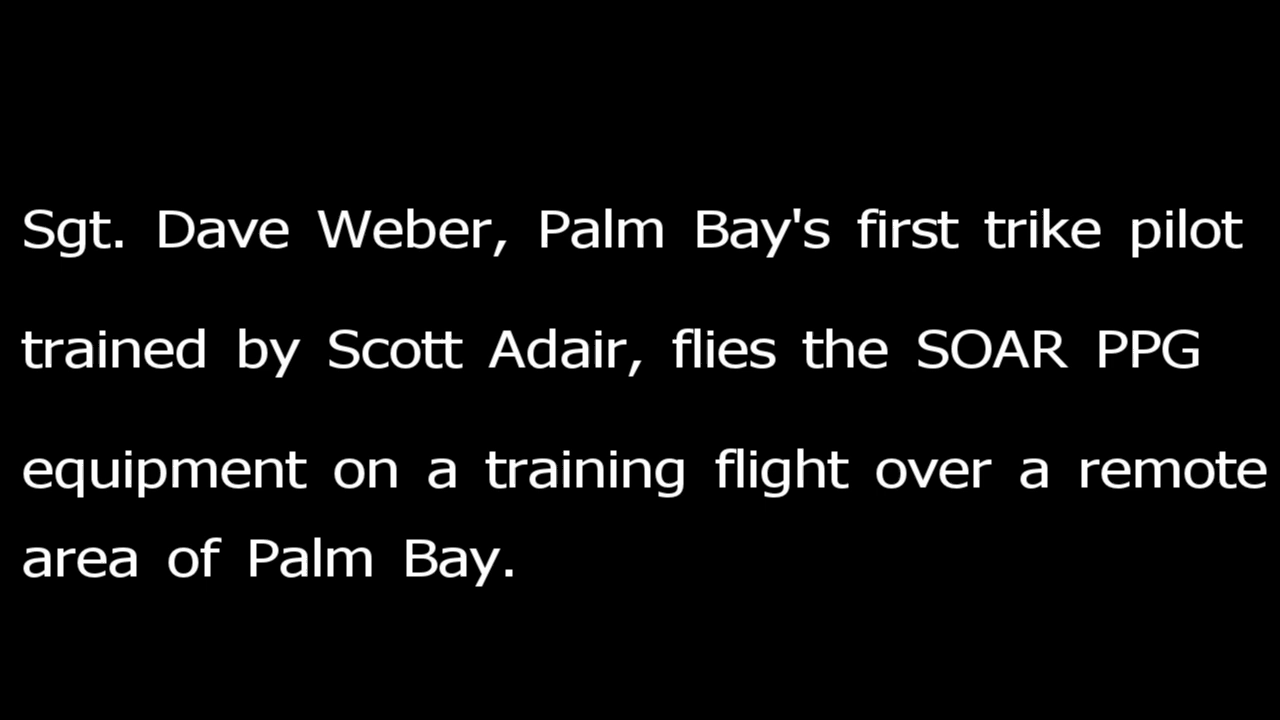 Sgt. Dave Weber, Palm Bay's first trike pilot
trained by Scott Adair, flies the SOAR PPG
equipment on a training flight over a remote
area of Palm Bay.